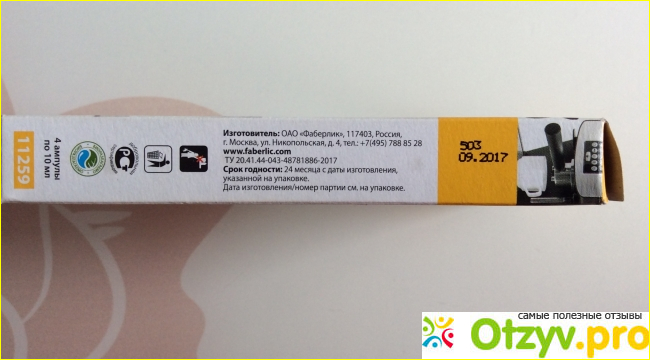 11259
4 ампулы
по 10 мл
РСТ
Изготовитель: ОАО «Фаберлик», 117403, Россия,
г. Москва, ул. Никопольская, д. 4, тел.: +7(495) 788 85 28
www.faberlic.com
ТУ 20.41.44-043-48781886-2017
Срок годности: 24 месяца с даты изготовления,
указанной на упаковке.
Дата изготовления/номер партии см. на упаковке.
503
09.2017
самые полезные отзывы
Otzyv.pro